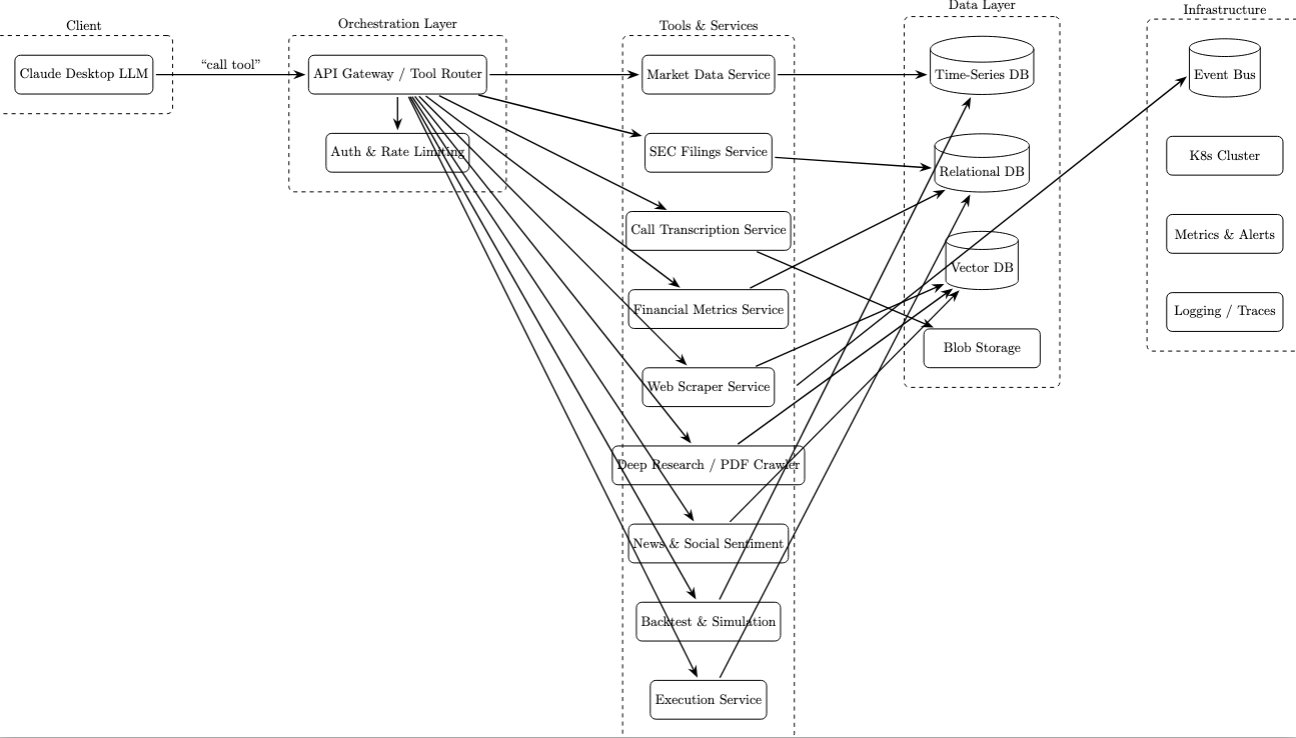 Client
Claude Desktop LLM
“call tool”
Orchestration Layer
API Gateway / Tool Router
Auth & Rate Limiting
Tools & Services
Market Data Service
SEC Filings Service
Call Transcription Service
Financial Metrics Service
Web Scraper Service
Deep Research / PDF Crawler
News & Social Sentiment
Backtest & Simulation
Execution Service
Data Layer
Time-Series DB
Relational DB
Vector DB
Blob Storage
Infrastructure
Event Bus
K8s Cluster
Metrics & Alerts
Logging / Traces